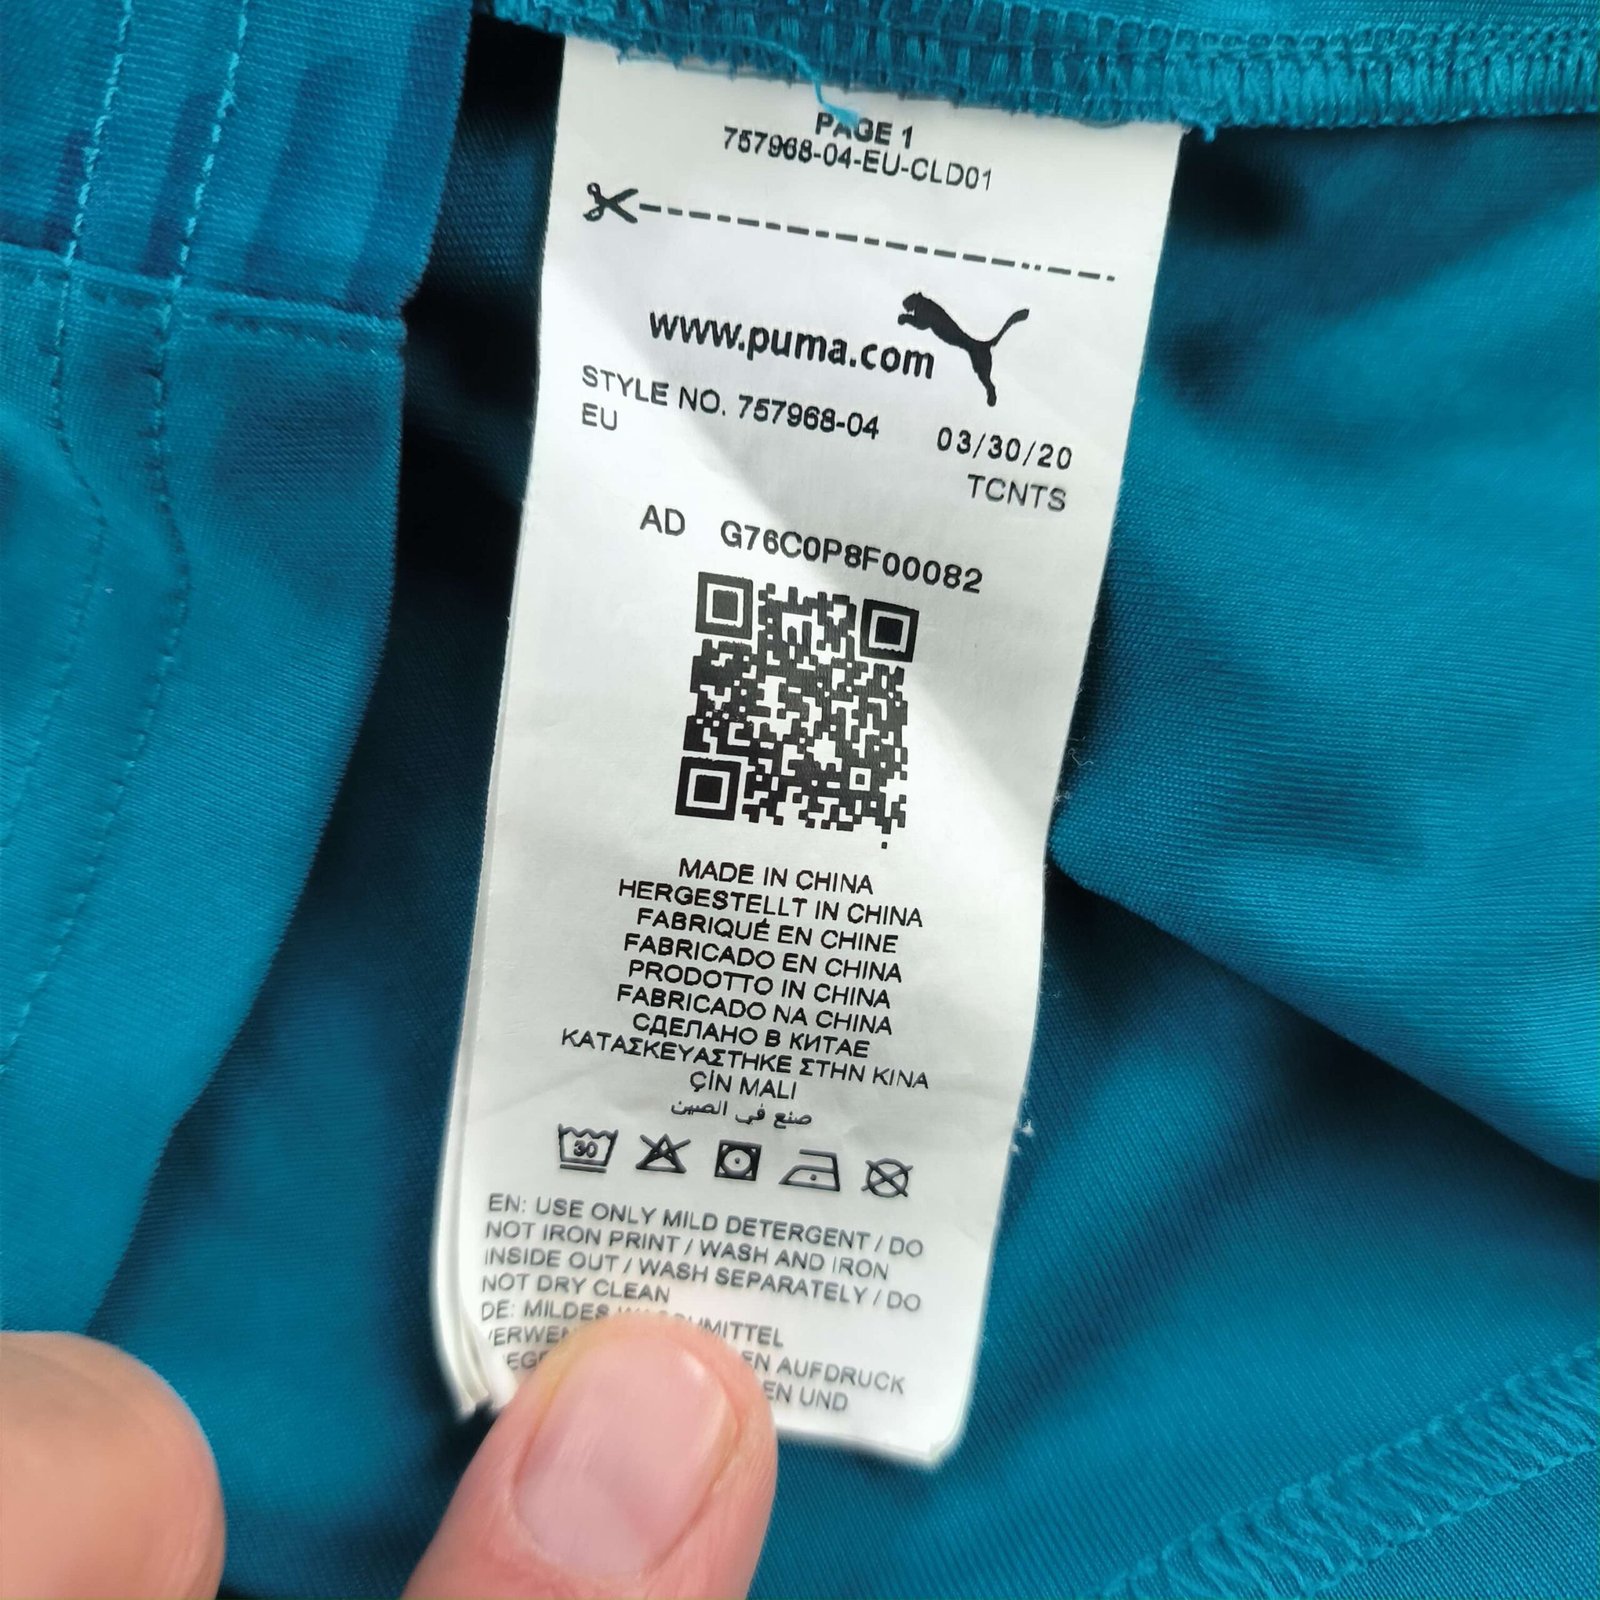 PAGE 1
757968-04-EU-CLD01
www.puma.com
STYLE NO. 757968-04 03/30/20
EU TCNTS
AD G76C0P8F00082
MADE IN CHINA
HERGESTELLT IN CHINA
FABRIQUÉ EN CHINE
FABRICADO EN CHINA
PRODOTTO IN CHINA
FABRICADO NA CHINA
СДЕЛАНО В КИТАЕ
ΚΑΤΑΣΚΕΥΑΣΤΗΚΕ ΣΤΗΝ ΚΙΝΑ
ÇİN MALI
صنع في الصين
30
EN: USE ONLY MILD DETERGENT / DO
NOT IRON PRINT / WASH AND IRON
INSIDE OUT / WASH SEPARATELY / DO
NOT DRY CLEAN
DE: MILDES
AUFDRUCK
UND